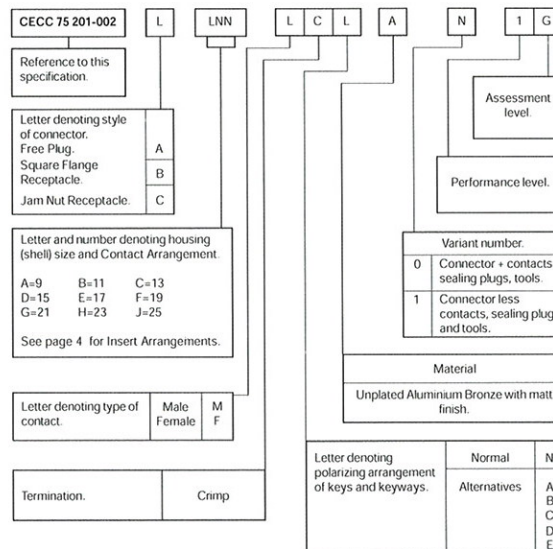 CECC 75 201-002 L LNN L C L A N 1 G
Reference to this
specification.
Assessment
level.
Letter denoting style
of connector.
Free Plug. A
Square Flange
Receptacle. B
Jam Nut Receptacle. C
Performance level.
Letter and number denoting housing
(shell) size and Contact Arrangement.
A=9 B=11 C=13
D=15 E=17 F=19
G=21 H=23 J=25
See page 4 for Insert Arrangements.
Variant number.
0 Connector + contacts
sealing plugs, tools.
1 Connector less
contacts, sealing plug
and tools.
Material
Unplated Aluminium Bronze with matt
finish.
Letter denoting type of
contact.
Male M
Female F
Termination. Crimp
Letter denoting
polarizing arrangement
of keys and keyways.
Normal N
Alternatives A
B
C
D
E